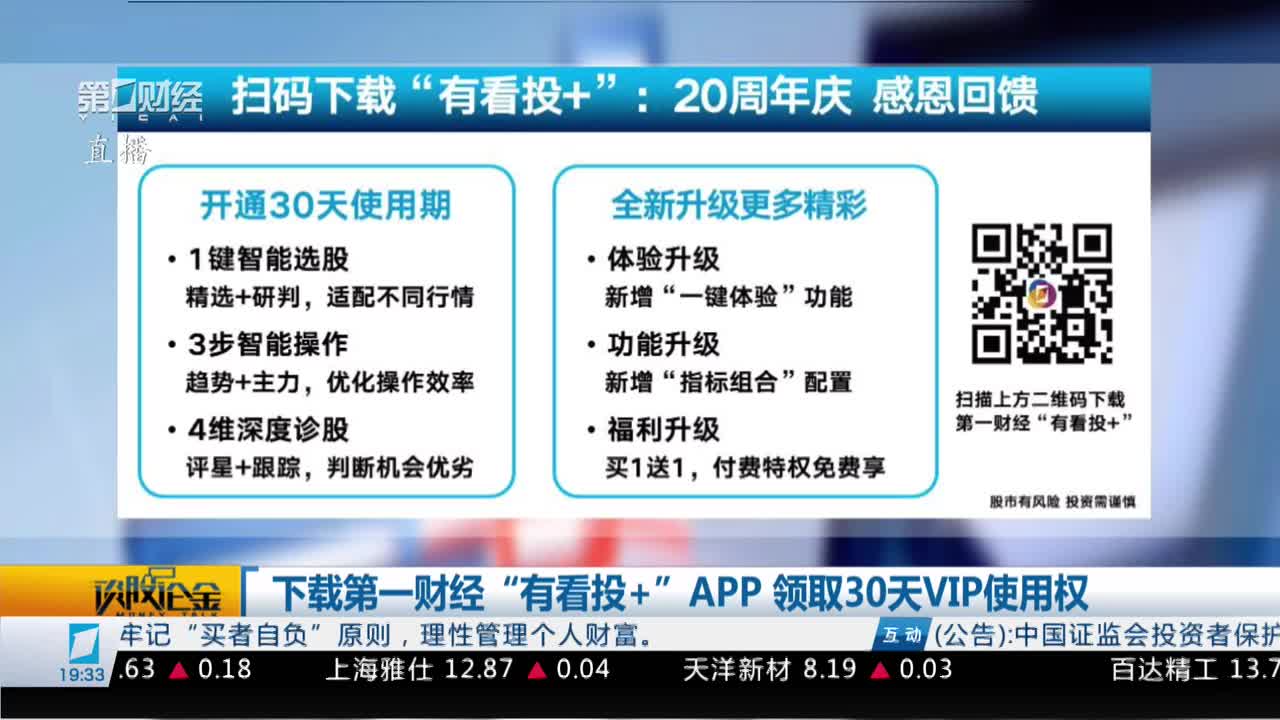 第一财经
YICAI
直播
扫码下载“有看投+”：20周年庆 感恩回馈
开通30天使用期
·1键智能选股
精选+研判，适配不同行情
·3步智能操作
趋势+主力，优化操作效率
·4维深度诊股
评星+跟踪，判断机会优劣
全新升级更多精彩
·体验升级
新增“一键体验”功能
·功能升级
新增“指标组合”配置
·福利升级
买1送1，付费特权免费享
扫描上方二维码下载
第一财经“有看投+”
股市有风险 投资需谨慎
谈股论金
MONEY TALK
下载第一财经“有看投+”APP 领取30天VIP使用权
牢记“买者自负”原则，理性管理个人财富。 互动 (公告):中国证监会投资者保护
19:33 .63 ▲ 0.18 上海雅仕 12.87 ▲ 0.04 天洋新材 8.19 ▲ 0.03 百达精工 13.7